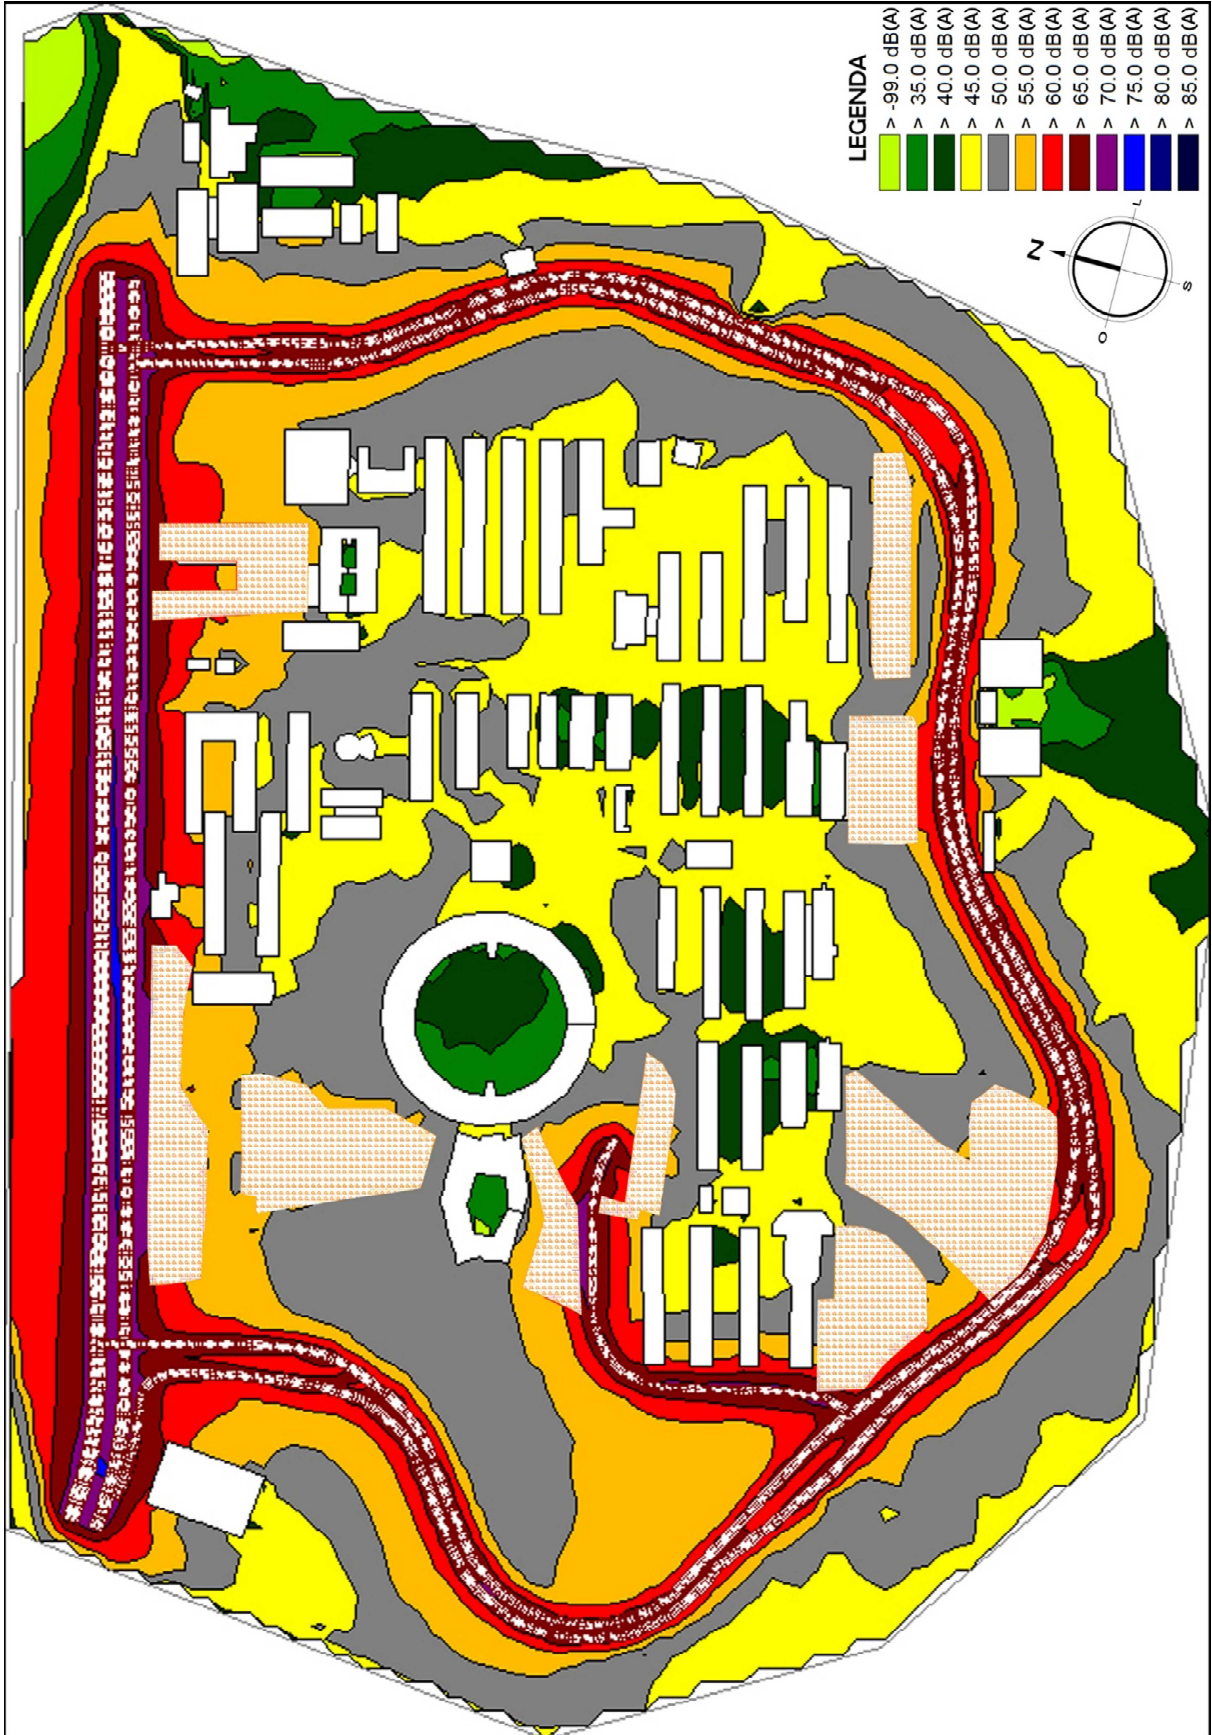 LEGENDA
> -99.0 dB(A)
> 35.0 dB(A)
> 40.0 dB(A)
> 45.0 dB(A)
> 50.0 dB(A)
> 55.0 dB(A)
> 60.0 dB(A)
> 65.0 dB(A)
> 70.0 dB(A)
> 75.0 dB(A)
> 80.0 dB(A)
> 85.0 dB(A)
N
L
S
O